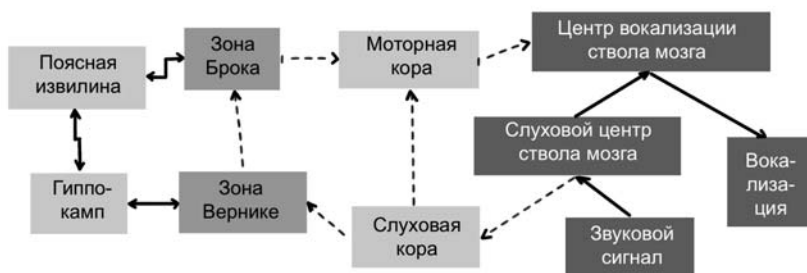 Поясная
извилина
Зона
Брока
Моторная
кора
Центр вокализации
ствола мозга
Слуховой центр
ствола мозга
Вока-
лиза-
ция
Гиппо-
камп
Зона
Вернике
Слуховая
кора
Звуковой
сигнал